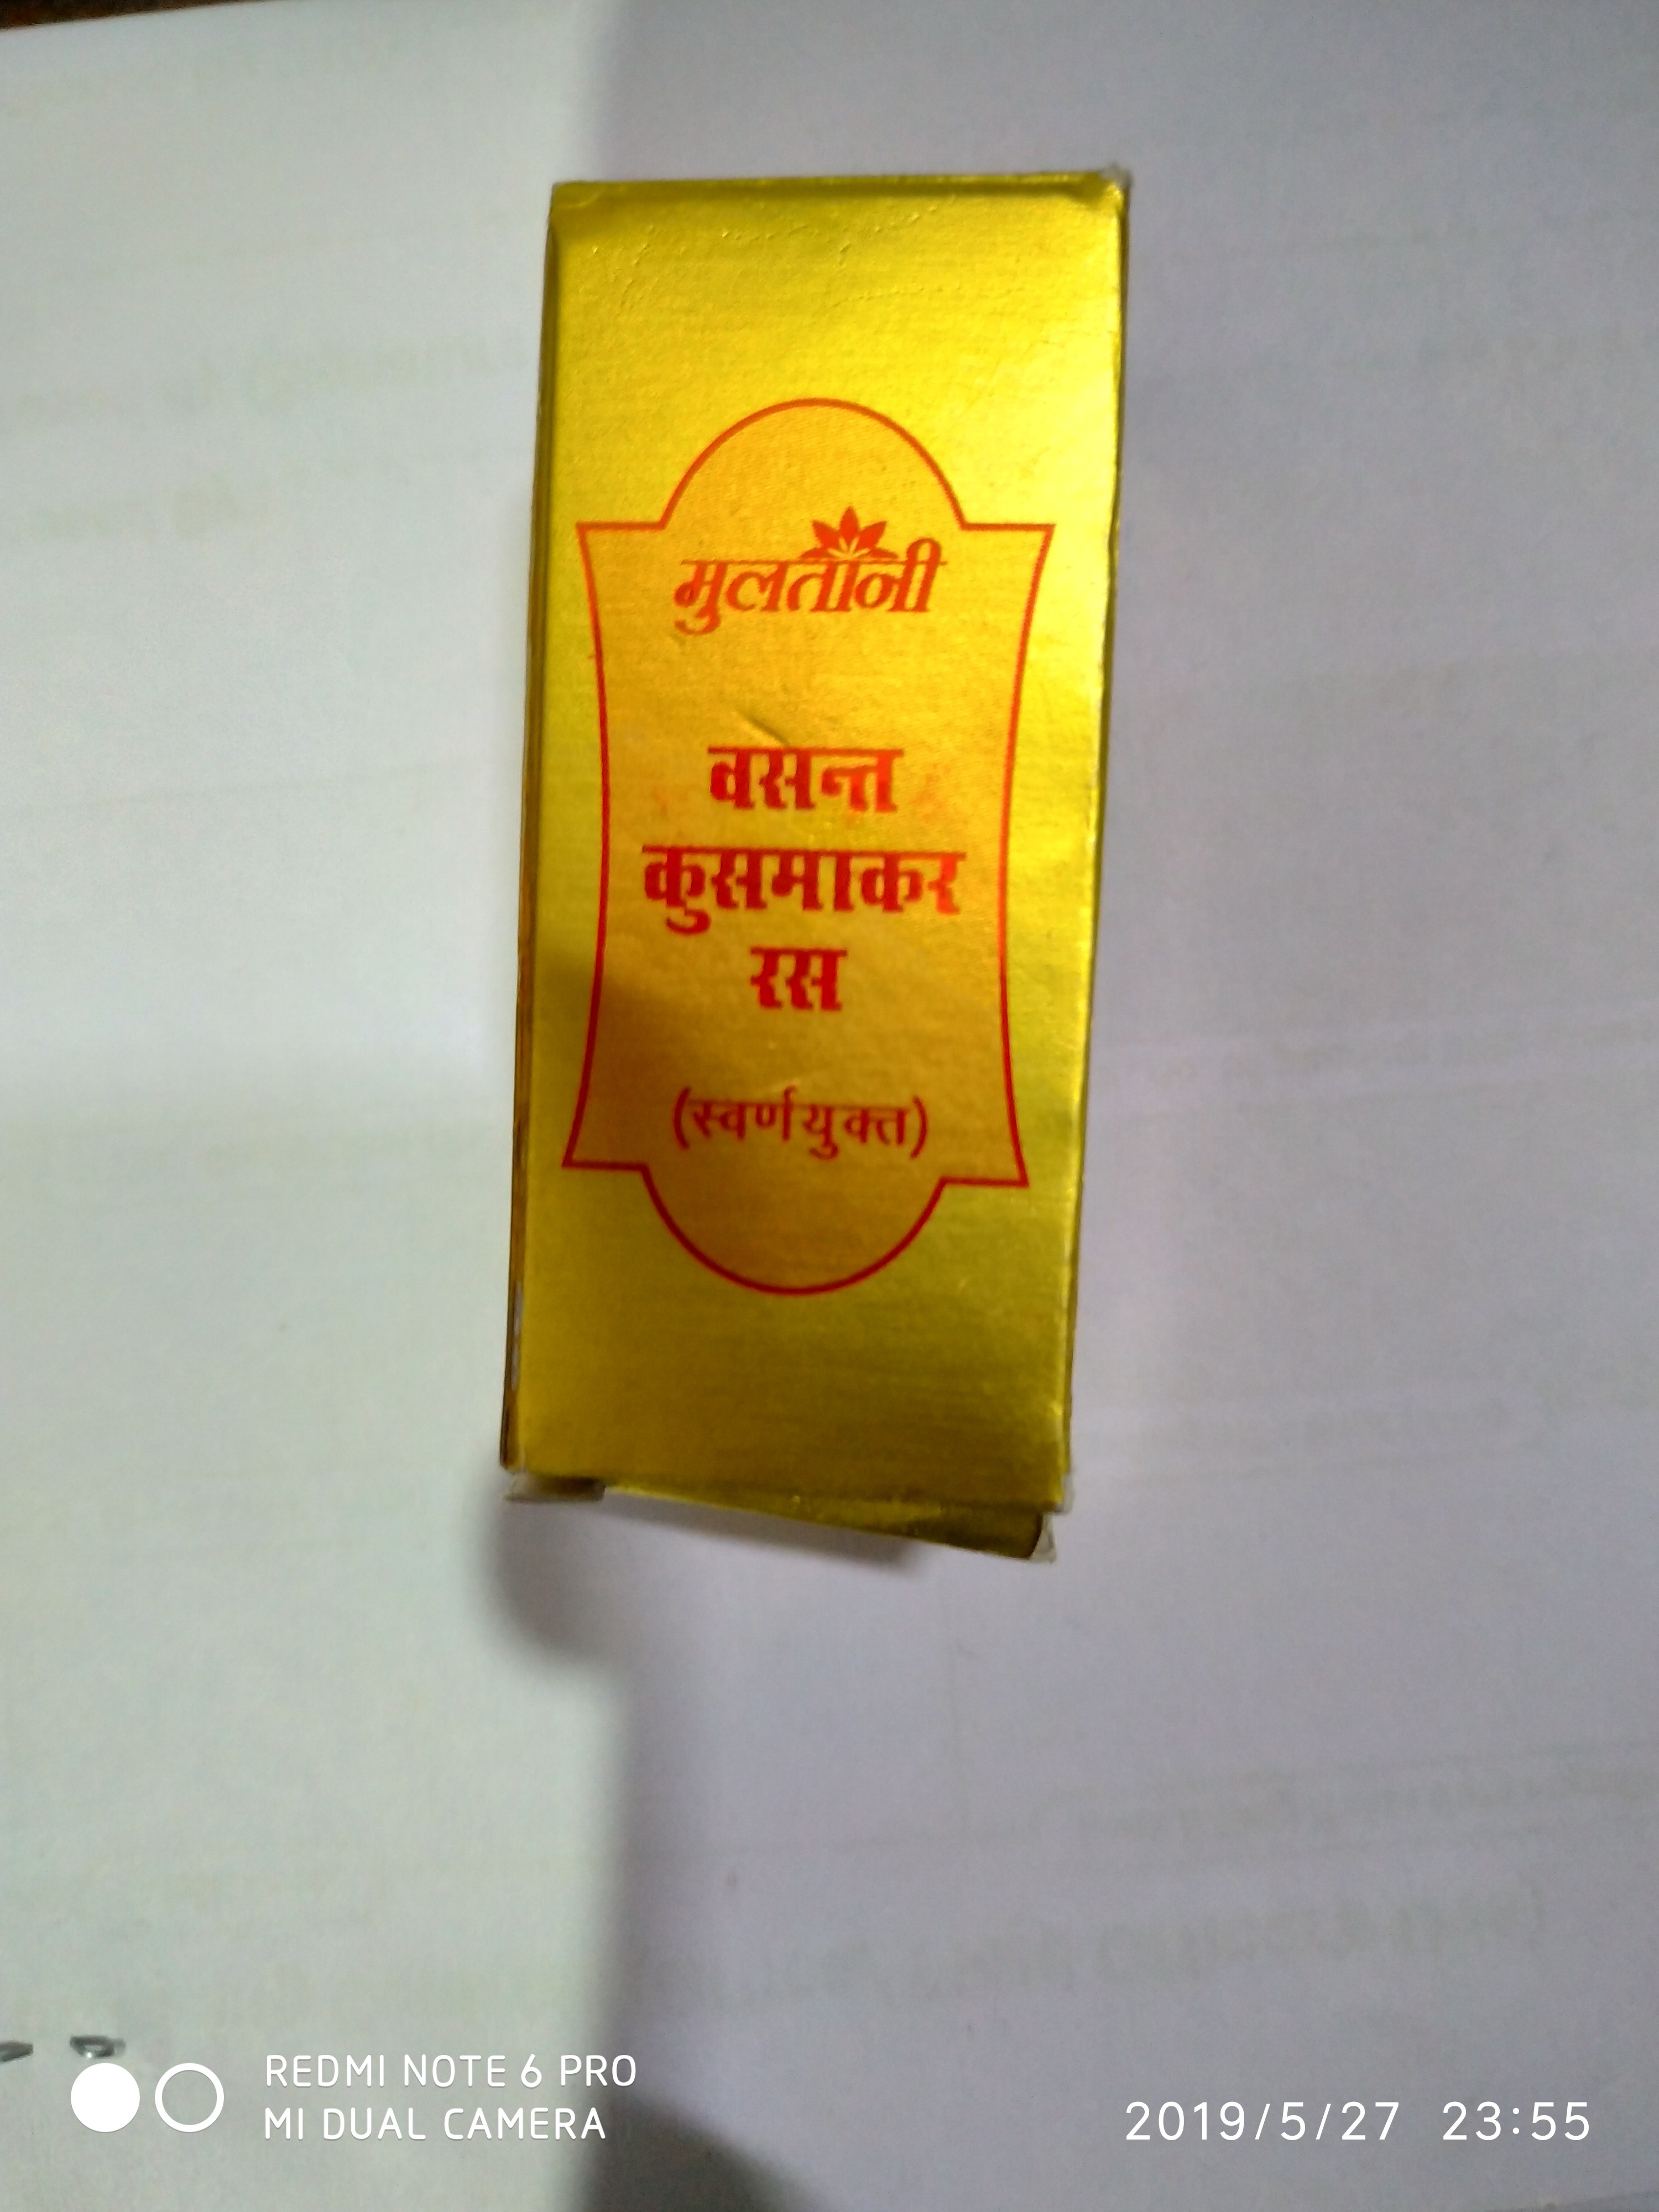 मुलतानी
वसन्त
कुसमाकर
रस
(स्वर्णयुक्त)
REDMI NOTE 6 PRO
MI DUAL CAMERA
2019/5/27 23:55